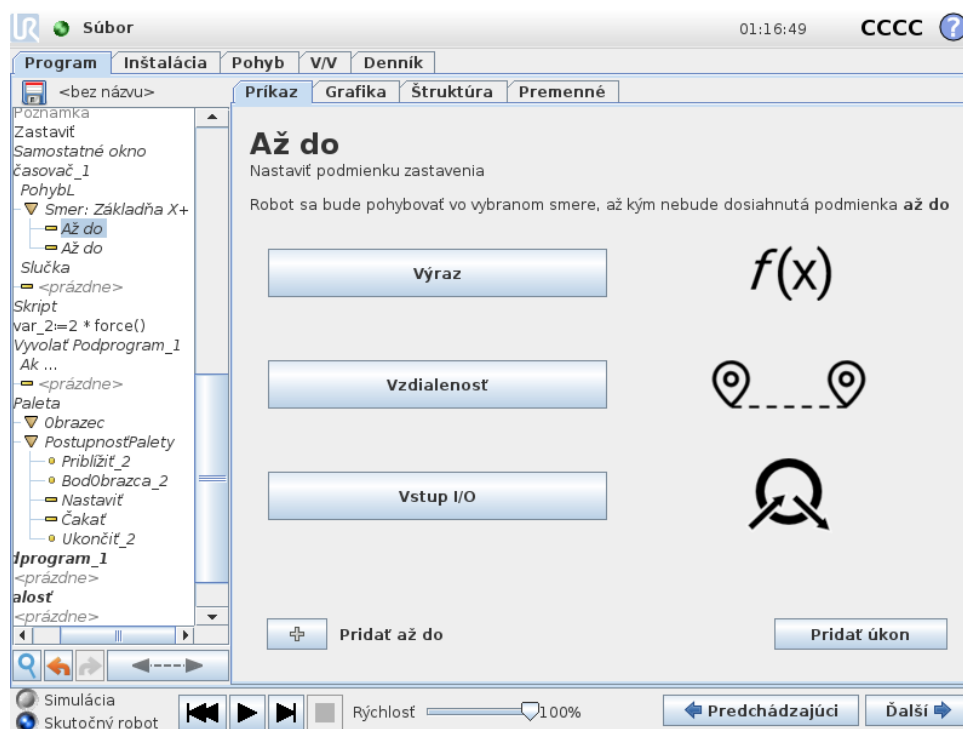 UR Súbor 01:16:49 CCCC ?
Program Inštalácia Pohyb V/V Denník
<bez názvu> Príkaz Grafika Štruktúra Premenné
Poznámka
Zastaviť
Samostatné okno
časovač_1
PohybL
Smer: Základňa X+
Až do
Až do
Slučka
<prázdne>
Skript
var_2:=2 * force()
Vyvolať Podprogram_1
Ak ...
<prázdne>
Paleta
Obrazec
PostupnosťPalety
Priblížiť_2
BodObrazca_2
Nastaviť
Čakať
Ukončiť_2
dprogram_1
<prázdne>
alosť
<prázdne>
Až do
Nastaviť podmienku zastavenia
Robot sa bude pohybovať vo vybranom smere, až kým nebude dosiahnutá podmienka až do
Výraz f(x)
Vzdialenosť
Vstup I/O
Pridať až do Pridať úkon
Simulácia
Skutočný robot
Rýchlosť 100% Predchádzajúci Ďalší